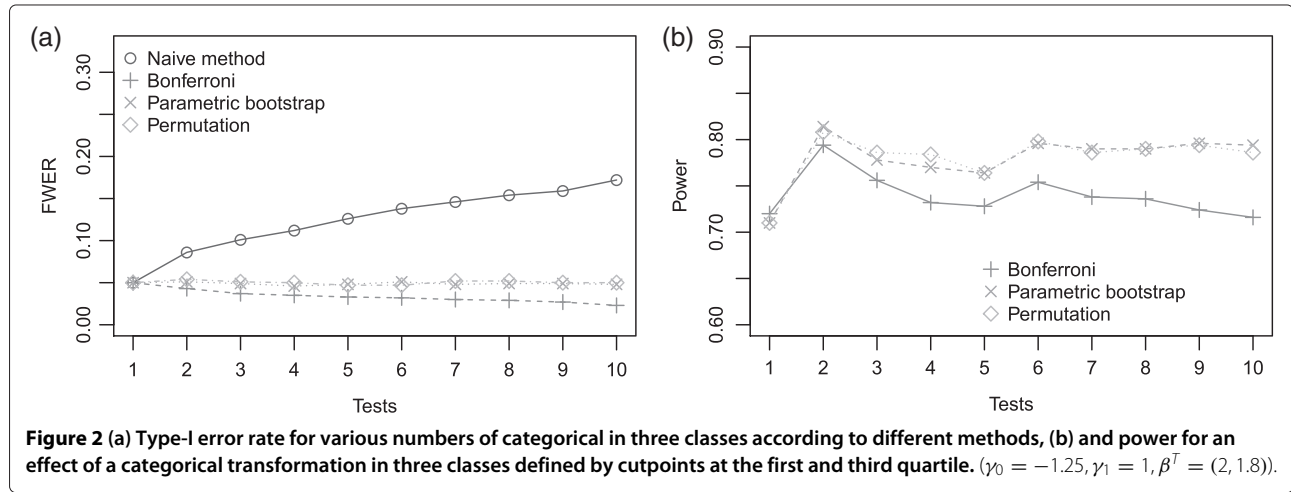 (a)
Naive method
Bonferroni
Parametric bootstrap
Permutation
0.30
0.20
0.10
0.00
FWER
1 2 3 4 5 6 7 8 9 10
Tests
(b)
0.90
0.80
0.70
0.60
Power
Bonferroni
Parametric bootstrap
Permutation
1 2 3 4 5 6 7 8 9 10
Tests
Figure 2 (a) Type-I error rate for various numbers of categorical in three classes according to different methods, (b) and power for an
effect of a categorical transformation in three classes defined by cutpoints at the first and third quartile. (γ₀ = −1.25, γ₁ = 1, βᵀ = (2, 1.8)).